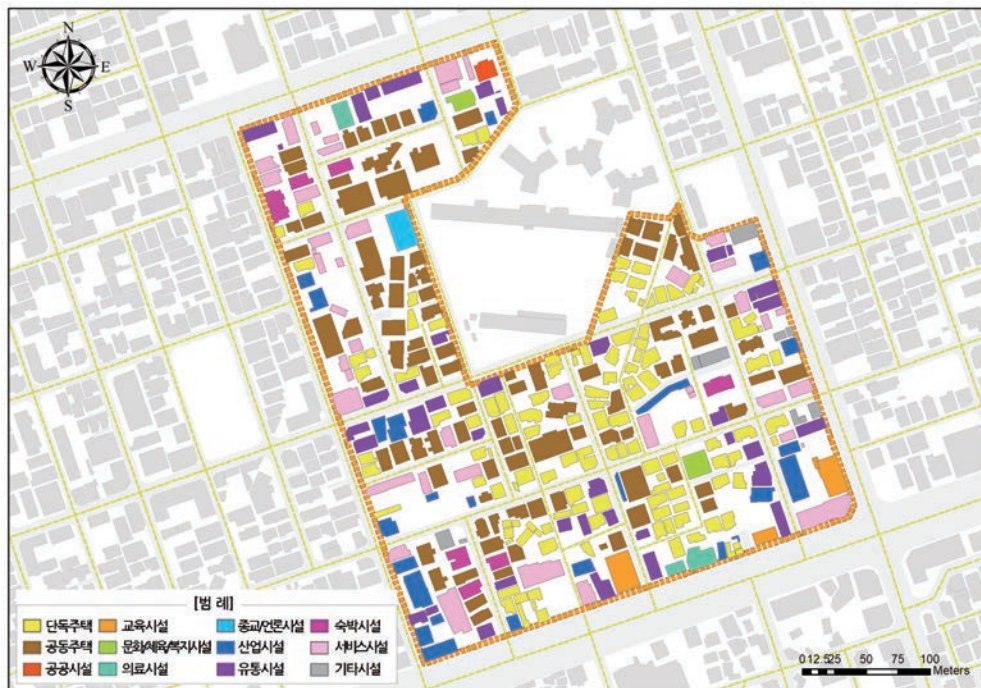 N
W E
S
[범 례]
단독주택 교육시설 종교/언론시설 숙박시설
공동주택 문화/체육/복지시설 산업시설 서비스시설
공공시설 의료시설 유통시설 기타시설
0 12.5 25 50 75 100
Meters